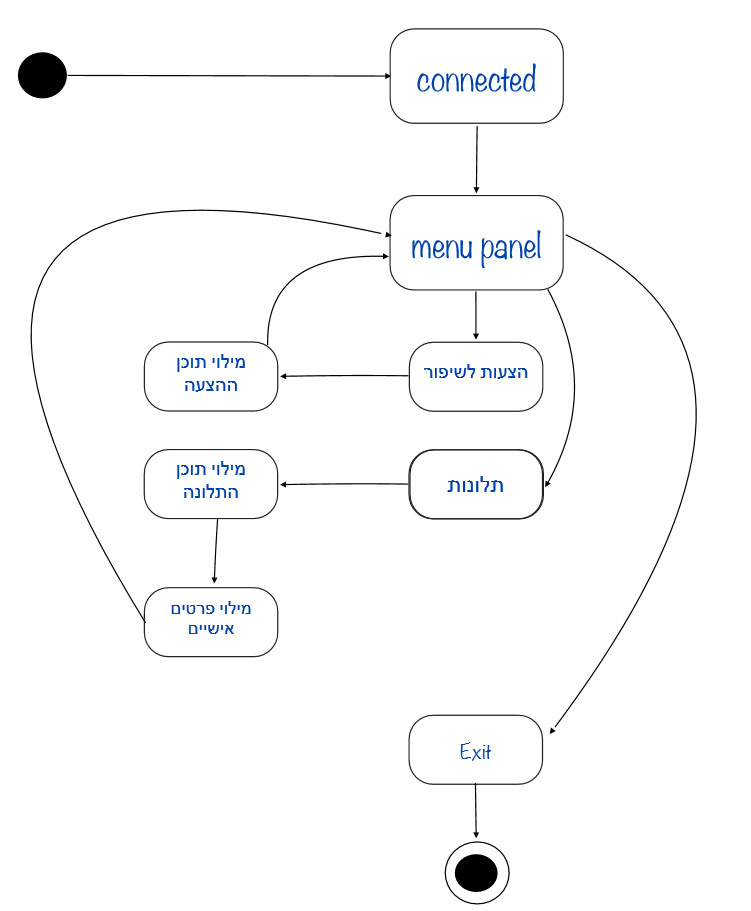 connected
menu panel
הצעות לשיפור
מילוי תוכן
ההצעה
תלונות
מילוי תוכן
התלונה
מילוי פרטים
אישיים
Exit